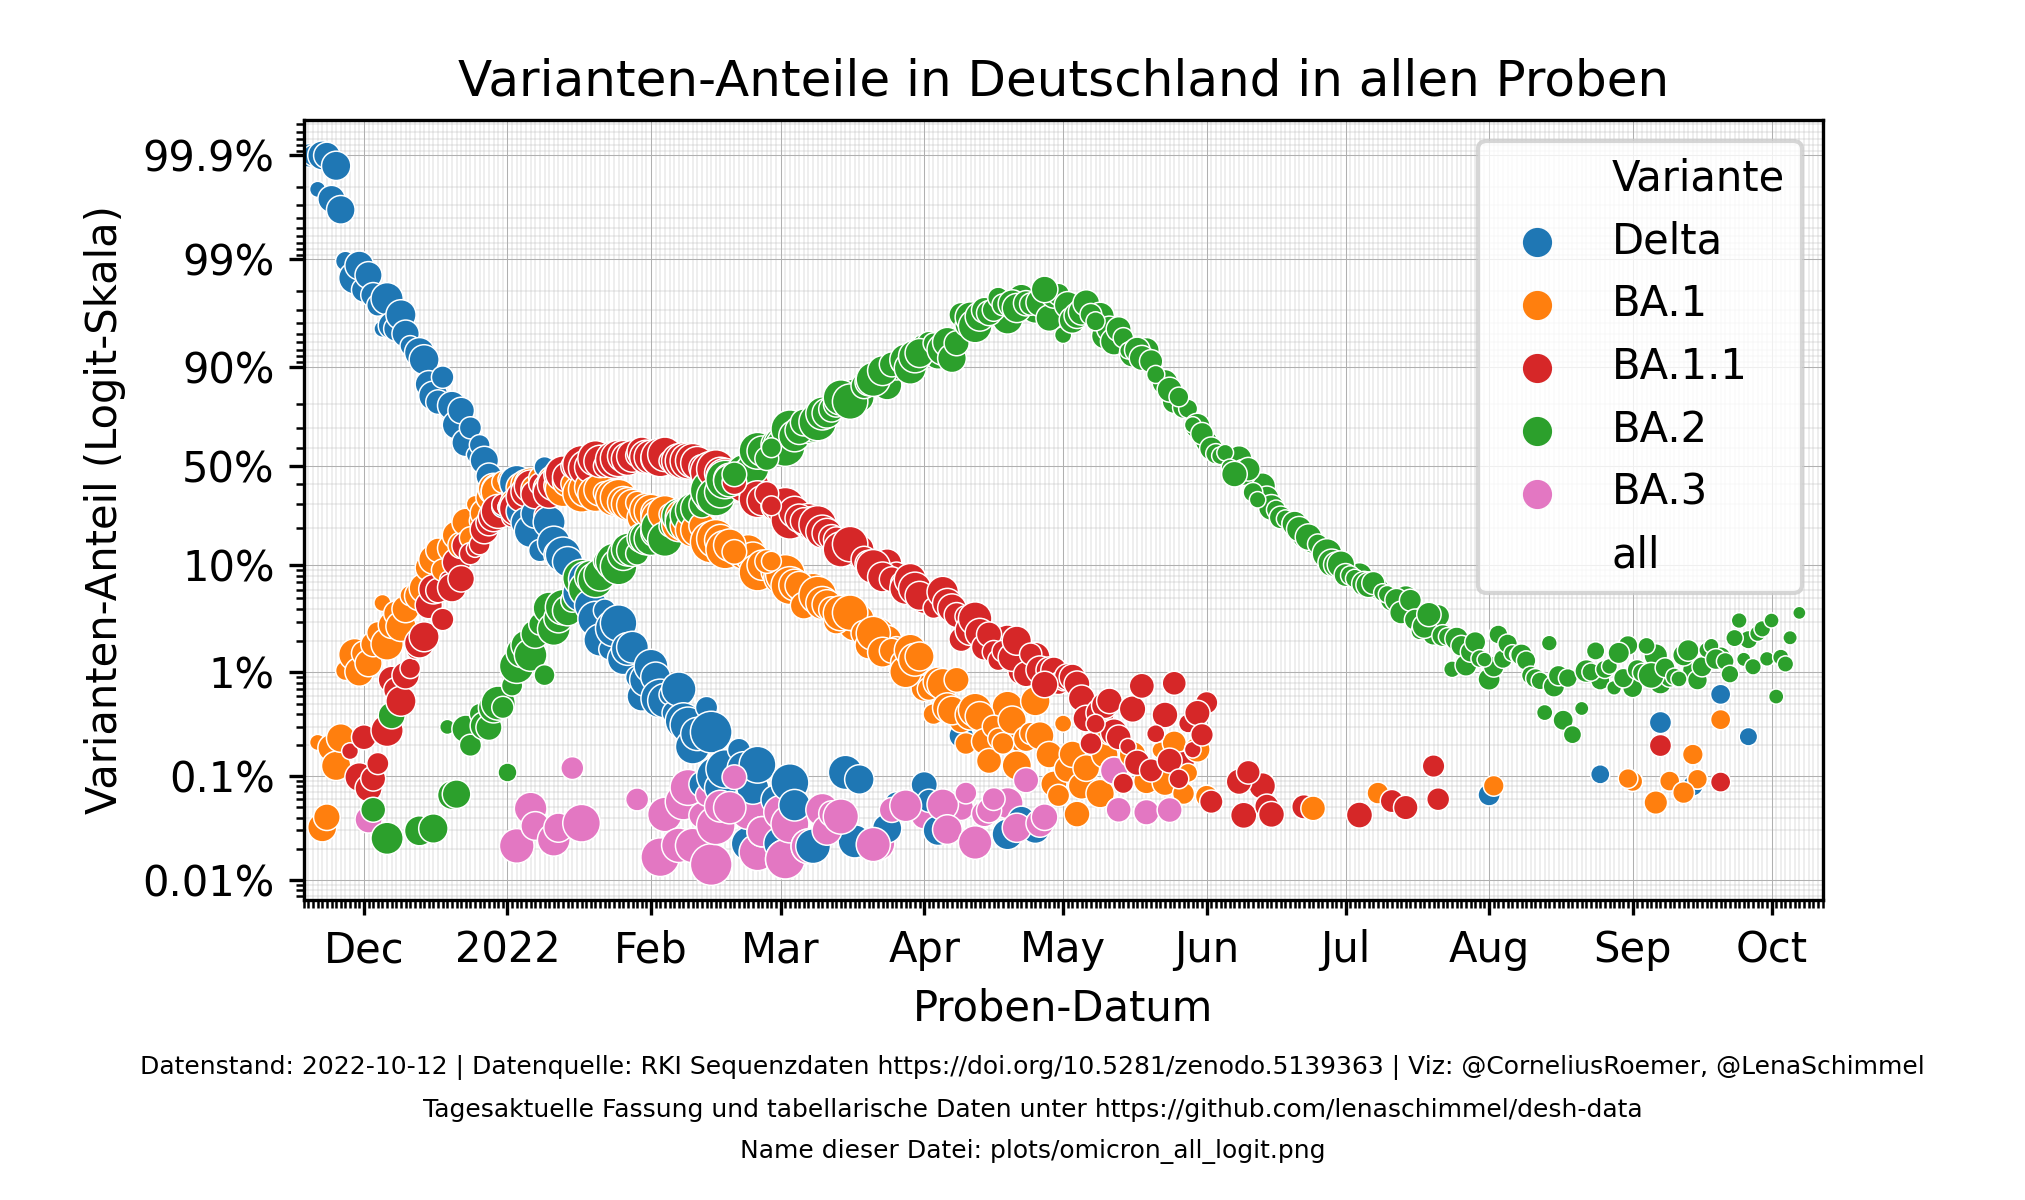 Varianten-Anteile in Deutschland in allen Proben
Varianten-Anteil (Logit-Skala)
99.9%
99%
90%
50%
10%
1%
0.1%
0.01%
Variante
Delta
BA.1
BA.1.1
BA.2
BA.3
all
Dec 2022 Feb Mar Apr May Jun Jul Aug Sep Oct
Proben-Datum
Datenstand: 2022-10-12 | Datenquelle: RKI Sequenzdaten https://doi.org/10.5281/zenodo.5139363 | Viz: @CorneliusRoemer, @LenaSchimmel
Tagesaktuelle Fassung und tabellarische Daten unter https://github.com/lenaschimmel/desh-data
Name dieser Datei: plots/omicron_all_logit.png